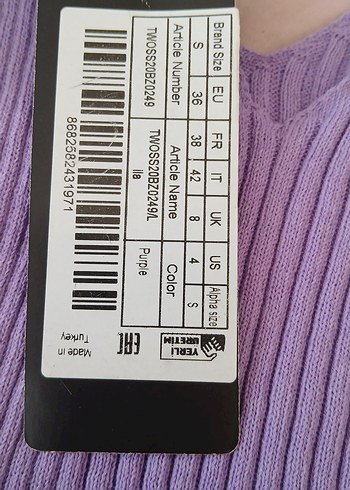 Brand Size EU FR IT UK US Alpha size
S 36 38 42 8 4 S
Article Number Article Name Color
TWOSS20BZ0249 TWOSS20BZ0249/L Purple
lila
8682582431971
YERLİ
ÜRETİM
EAC
Made in
Turkey